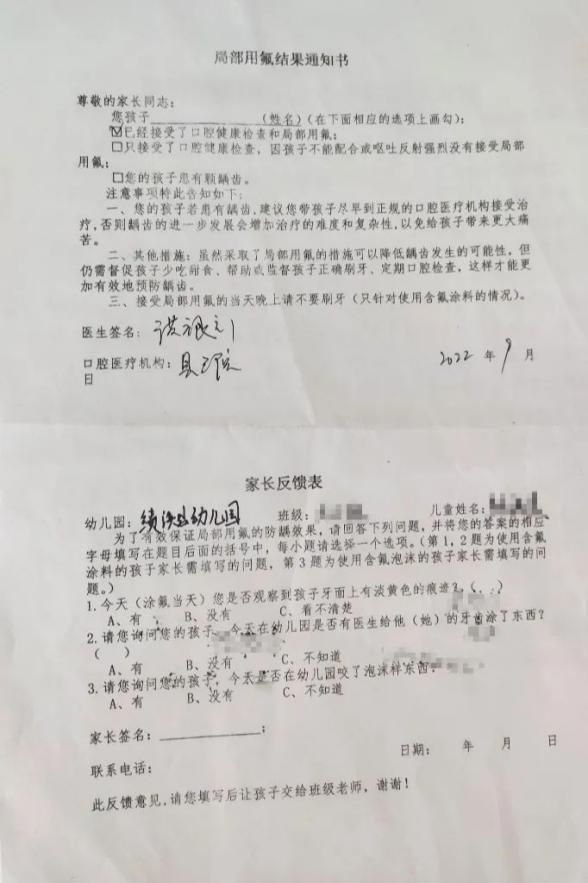 局部用氟结果通知书
尊敬的家长同志：
您孩子____________(姓名)(在下面相应的选项上画勾)；
☑已经接受了口腔健康检查和局部用氟；
□只接受了口腔健康检查，因孩子不能配合或呕吐反射强烈没有接受局部
用氟；
□您的孩子患有龋齿。
注意事项特此告知如下：
一、您的孩子若患有龋齿，建议您带孩子尽早到正规的口腔医疗机构接受治
疗，否则龋齿的进一步发展会增加治疗的难度和复杂性，以免给孩子带来更大痛
苦。
二、其他措施：虽然采取了局部用氟的措施可以降低龋齿发生的可能性，但
仍需督促孩子少吃甜食、帮助或监督孩子正确刷牙、定期口腔检查，这样才能更
加有效地预防龋齿。
三、接受局部用氟的当天晚上请不要刷牙（只针对使用含氟涂料的情况）。
医生签名：
口腔医疗机构：县 2022 年 9 月
日
家长反馈表
幼儿园：绩溪县幼儿园 班级： 儿童姓名：
为了有效保证局部用氟的防龋效果，请回答下列问题，并将您的答案的相应
字母填写在题目后面的括号中，每小题请选择一个选项。（第 1，2题为使用含氟
涂料的孩子家长需填写的问题，第 3 题为使用含氟泡沫的孩子家长需填写的问
题。）
1.今天（涂氟当天）您是否观察到孩子牙面上有淡黄色的痕迹？（
A、有 B、没有 C、看不清楚
2.请您询问您的孩子，今天在幼儿园是否有医生给他（她）的牙齿涂了东西？
（ ）
A、有 B、没有 C、不知道
3.请您询问您的孩子，今天是否在幼儿园咬了泡沫样东西
A、有 B、没有 C、不知道
家长签名：__________；
日期： 年 月 日
联系电话：
此反馈意见，请您填写后让孩子交给班级老师，谢谢！